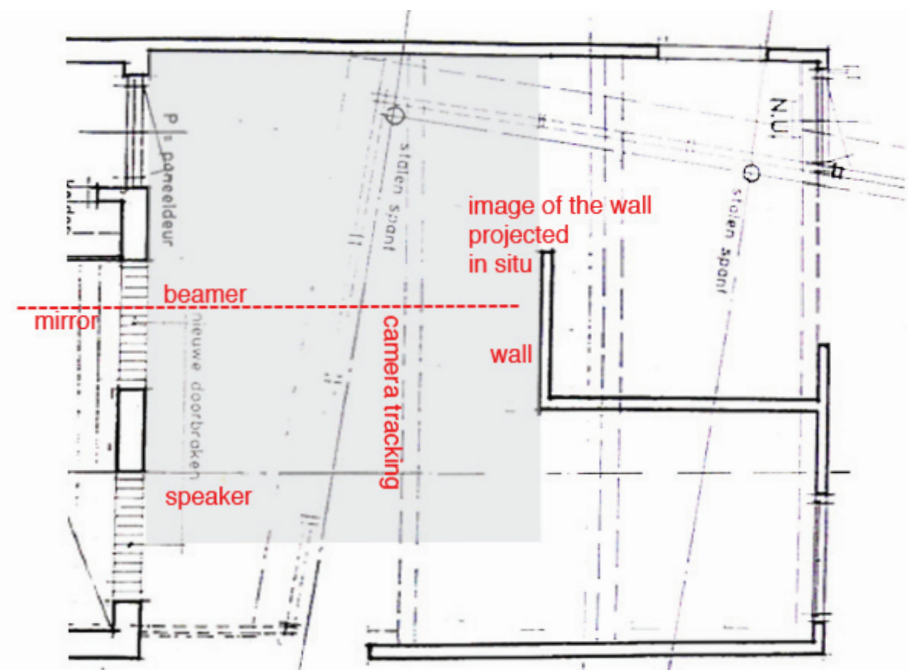 P's paneeldeur
stalen spant
N.U.
stalen spant
image of the wall
projected
in situ
beamer
mirror
nieuwe doorbraken
camera tracking
wall
speaker